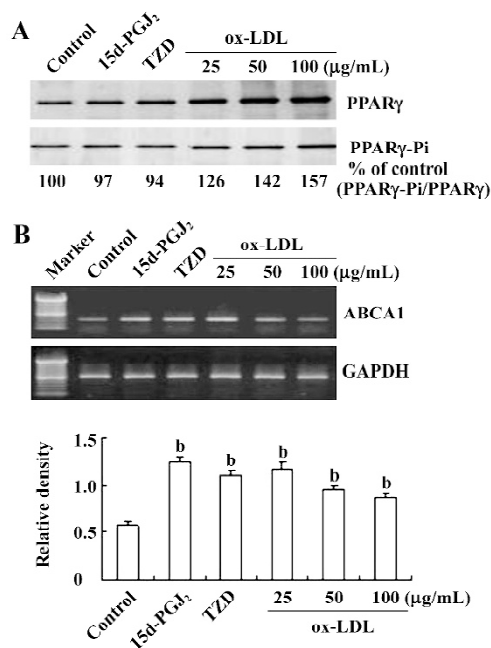 A
Control 15d-PGJ2 TZD
ox-LDL
25 50 100 (μg/mL)
PPARγ
PPARγ-Pi
% of control
100 97 94 126 142 157 (PPARγ-Pi/PPARγ)
B
Marker Control 15d-PGJ2 TZD
ox-LDL
25 50 100 (μg/mL)
ABCA1
GAPDH
Relative density
1.5
1.0
0.5
0
b b b b b
Control 15d-PGJ2 TZD 25 50 100 (μg/mL)
ox-LDL